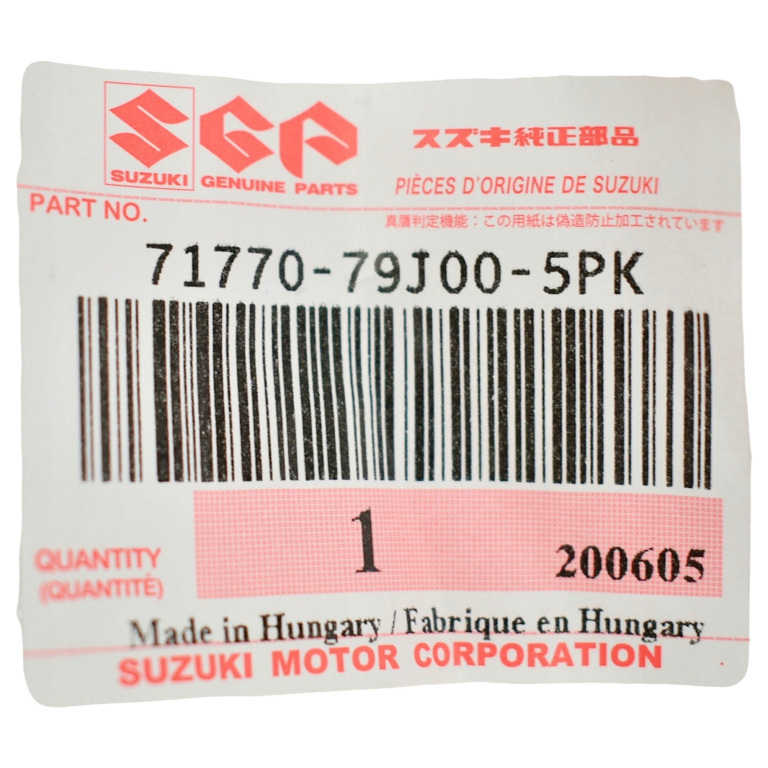 SGP
SUZUKI GENUINE PARTS
スズキ純正部品
PIÈCES D'ORIGINE DE SUZUKI
PART NO.
真贋判定機能：この用紙は偽造防止加工されています
71770-79J00-5PK
QUANTITY
(QUANTITÉ)
1
200605
Made in Hungary / Fabrique en Hungary
SUZUKI MOTOR CORPORATION